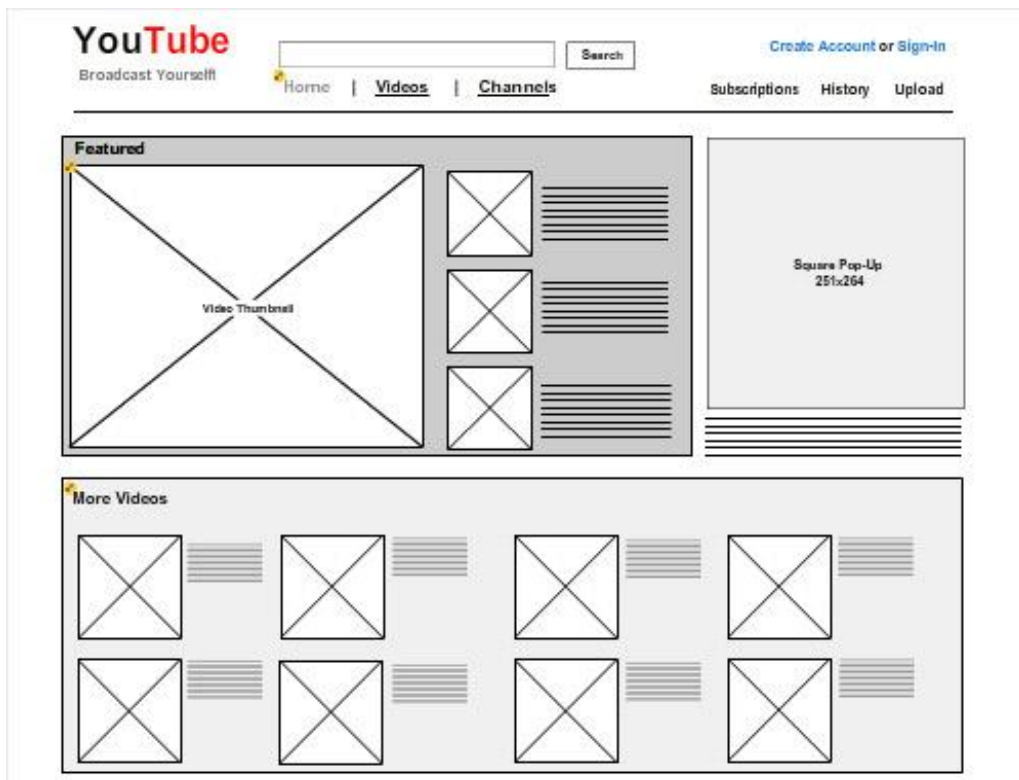 YouTube
Broadcast Yourself!
Search
Create Account or Sign-In
Home | Videos | Channels
Subscriptions History Upload
Featured
Video Thumbnail
Square Pop-Up
251x264
More Videos